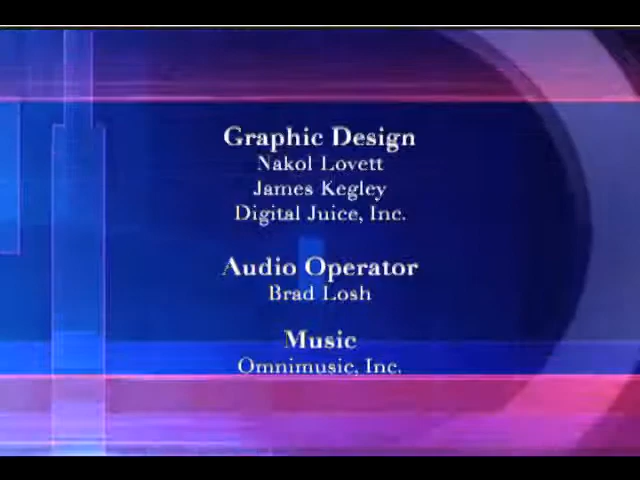 Graphic Design
Nakol Lovett
James Kegley
Digital Juice, Inc.
Audio Operator
Brad Losh
Music
Omnimusic, Inc.